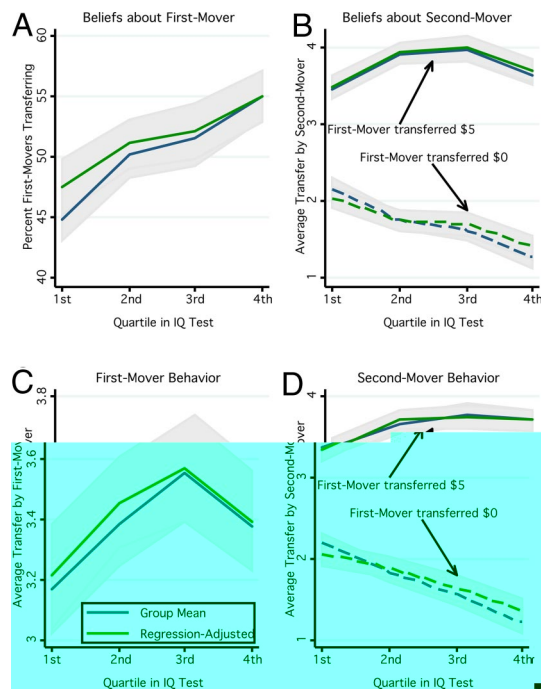 A
Beliefs about First-Mover
Percent First-Movers Transferring
60
55
50
45
40
1st 2nd 3rd 4th
Quartile in IQ Test
B
Beliefs about Second-Mover
Average Transfer by Second-Mover
4
3
2
1
First-Mover transferred $5
First-Mover transferred $0
1st 2nd 3rd 4th
Quartile in IQ Test
C
First-Mover Behavior
Average Transfer by First-Mover
3.8
3.6
3.4
3.2
3
Group Mean
Regression-Adjusted
1st 2nd 3rd 4th
Quartile in IQ Test
D
Second-Mover Behavior
Average Transfer by Second-Mover
4
3
2
1
First-Mover transferred $5
First-Mover transferred $0
1st 2nd 3rd 4th
Quartile in IQ Test